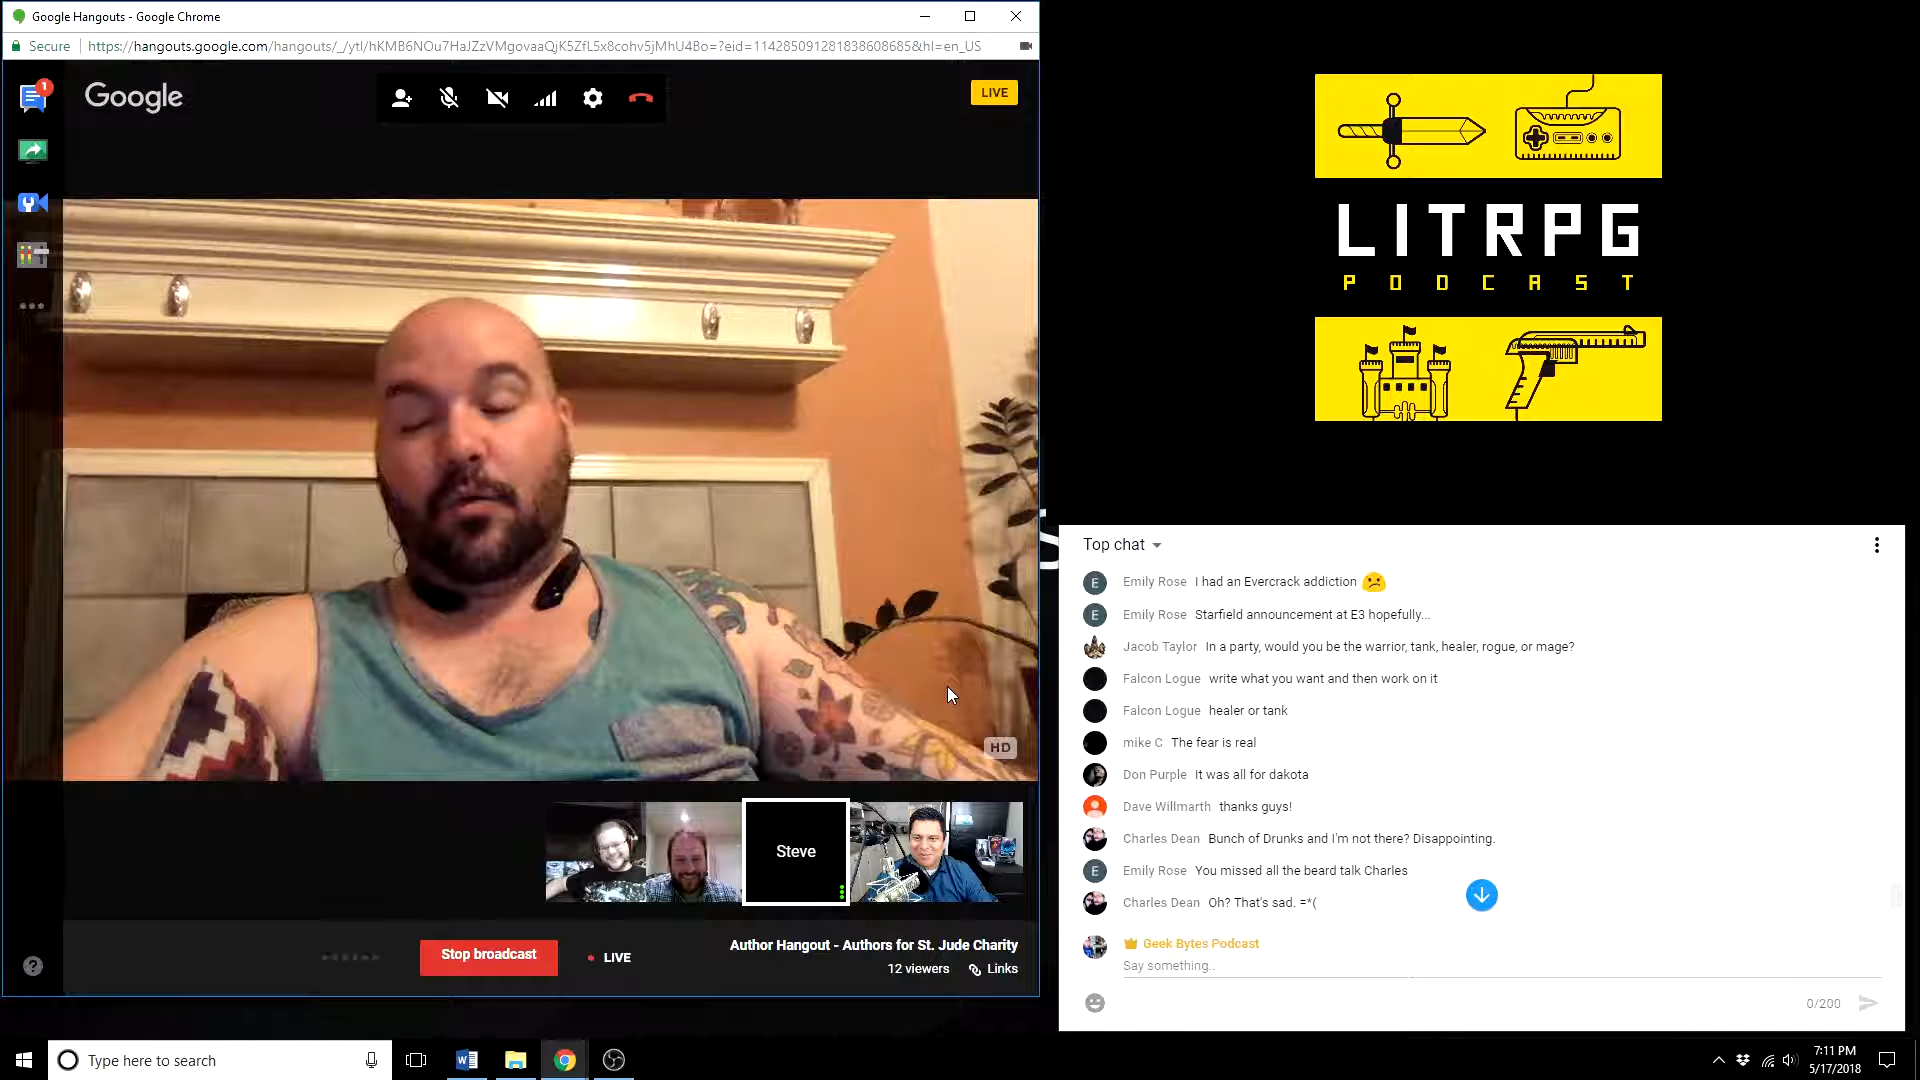 Google Hangouts - Google Chrome
Secure https://hangouts.google.com/hangouts/_/ytl/hKMB6NOu7HaJZzVMgovaaQjK5ZfL5x8cohv5jMhU4Bo=?eid=114285091281838608685&hl=en_US
1
Google
LIVE
HD
Steve
Stop broadcast
LIVE
Author Hangout - Authors for St. Jude Charity
12 viewers
Links
LITRPG
PODCAST
S
Top chat
E Emily Rose I had an Evercrack addiction
E Emily Rose Starfield announcement at E3 hopefully...
Jacob Taylor In a party, would you be the warrior, tank, healer, rogue, or mage?
Falcon Logue write what you want and then work on it
Falcon Logue healer or tank
mike C The fear is real
Don Purple It was all for dakota
Dave Willmarth thanks guys!
Charles Dean Bunch of Drunks and I'm not there? Disappointing.
E Emily Rose You missed all the beard talk Charles
Charles Dean Oh? That's sad. =*(
Geek Bytes Podcast
Say something..
0/200
Type here to search
7:11 PM
5/17/2018